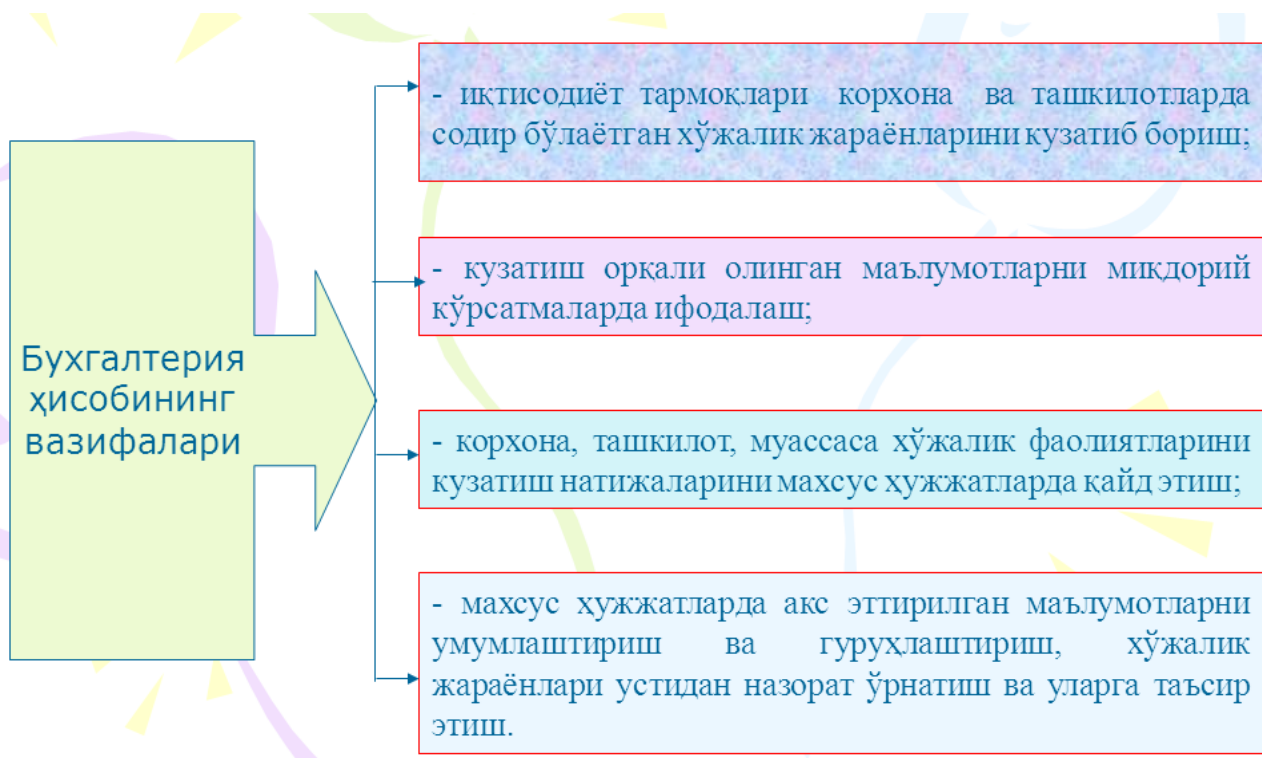 Бухгалтерия
ҳисобининг
вазифалари
- иқтисодиёт тармоқлари корхона ва ташкилотларда
содир бўлаётган хўжалик жараёнларини кузатиб бориш;
- кузатиш орқали олинган маълумотларни миқдорий
кўрсатмаларда ифодалаш;
- корхона, ташкилот, муассаса хўжалик фаолиятларини
кузатиш натижаларини махсус ҳужжатларда қайд этиш;
- махсус ҳужжатларда акс эттирилган маълумотларни
умумлаштириш ва гуруҳлаштириш, хўжалик
жараёнлари устидан назорат ўрнатиш ва уларга таъсир
этиш.